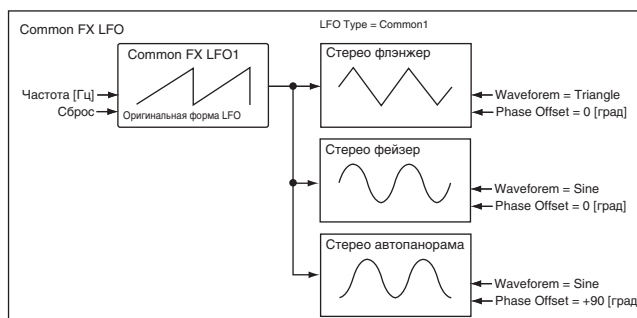 Common FX LFO
LFO Type = Common1
Common FX LFO1
Частота [Гц]
Сброс
Оригинальная форма LFO
Стерео флэнжер
Waveforem = Triangle
Phase Offset = 0 [град]
Стерео фейзер
Waveforem = Sine
Phase Offset = 0 [град]
Стерео автопанорама
Waveforem = Sine
Phase Offset = +90 [град